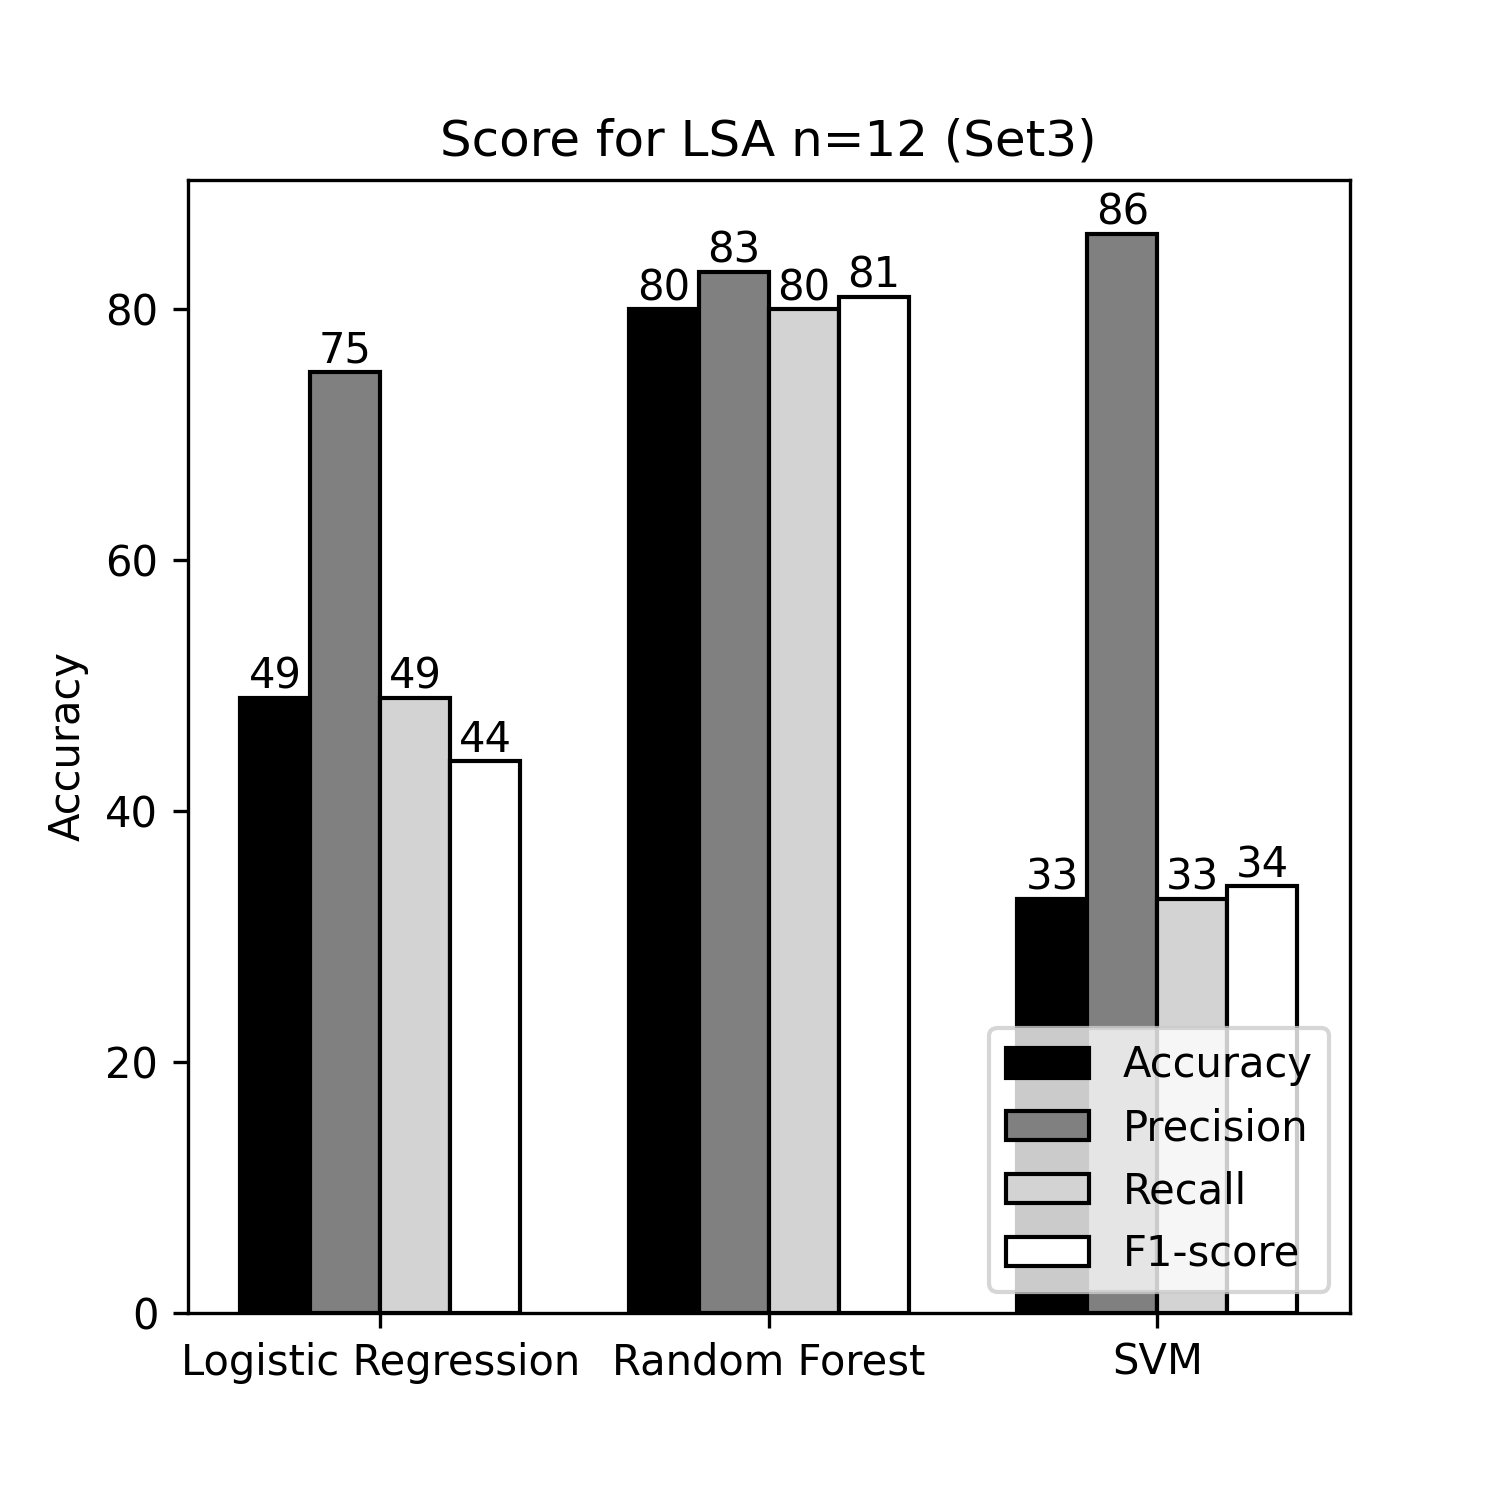 Score for LSA n=12 (Set3)
Accuracy
80
60
40
20
0
49
75
49
44
80
83
80
81
33
86
33
34
Accuracy
Precision
Recall
F1-score
Logistic Regression
Random Forest
SVM